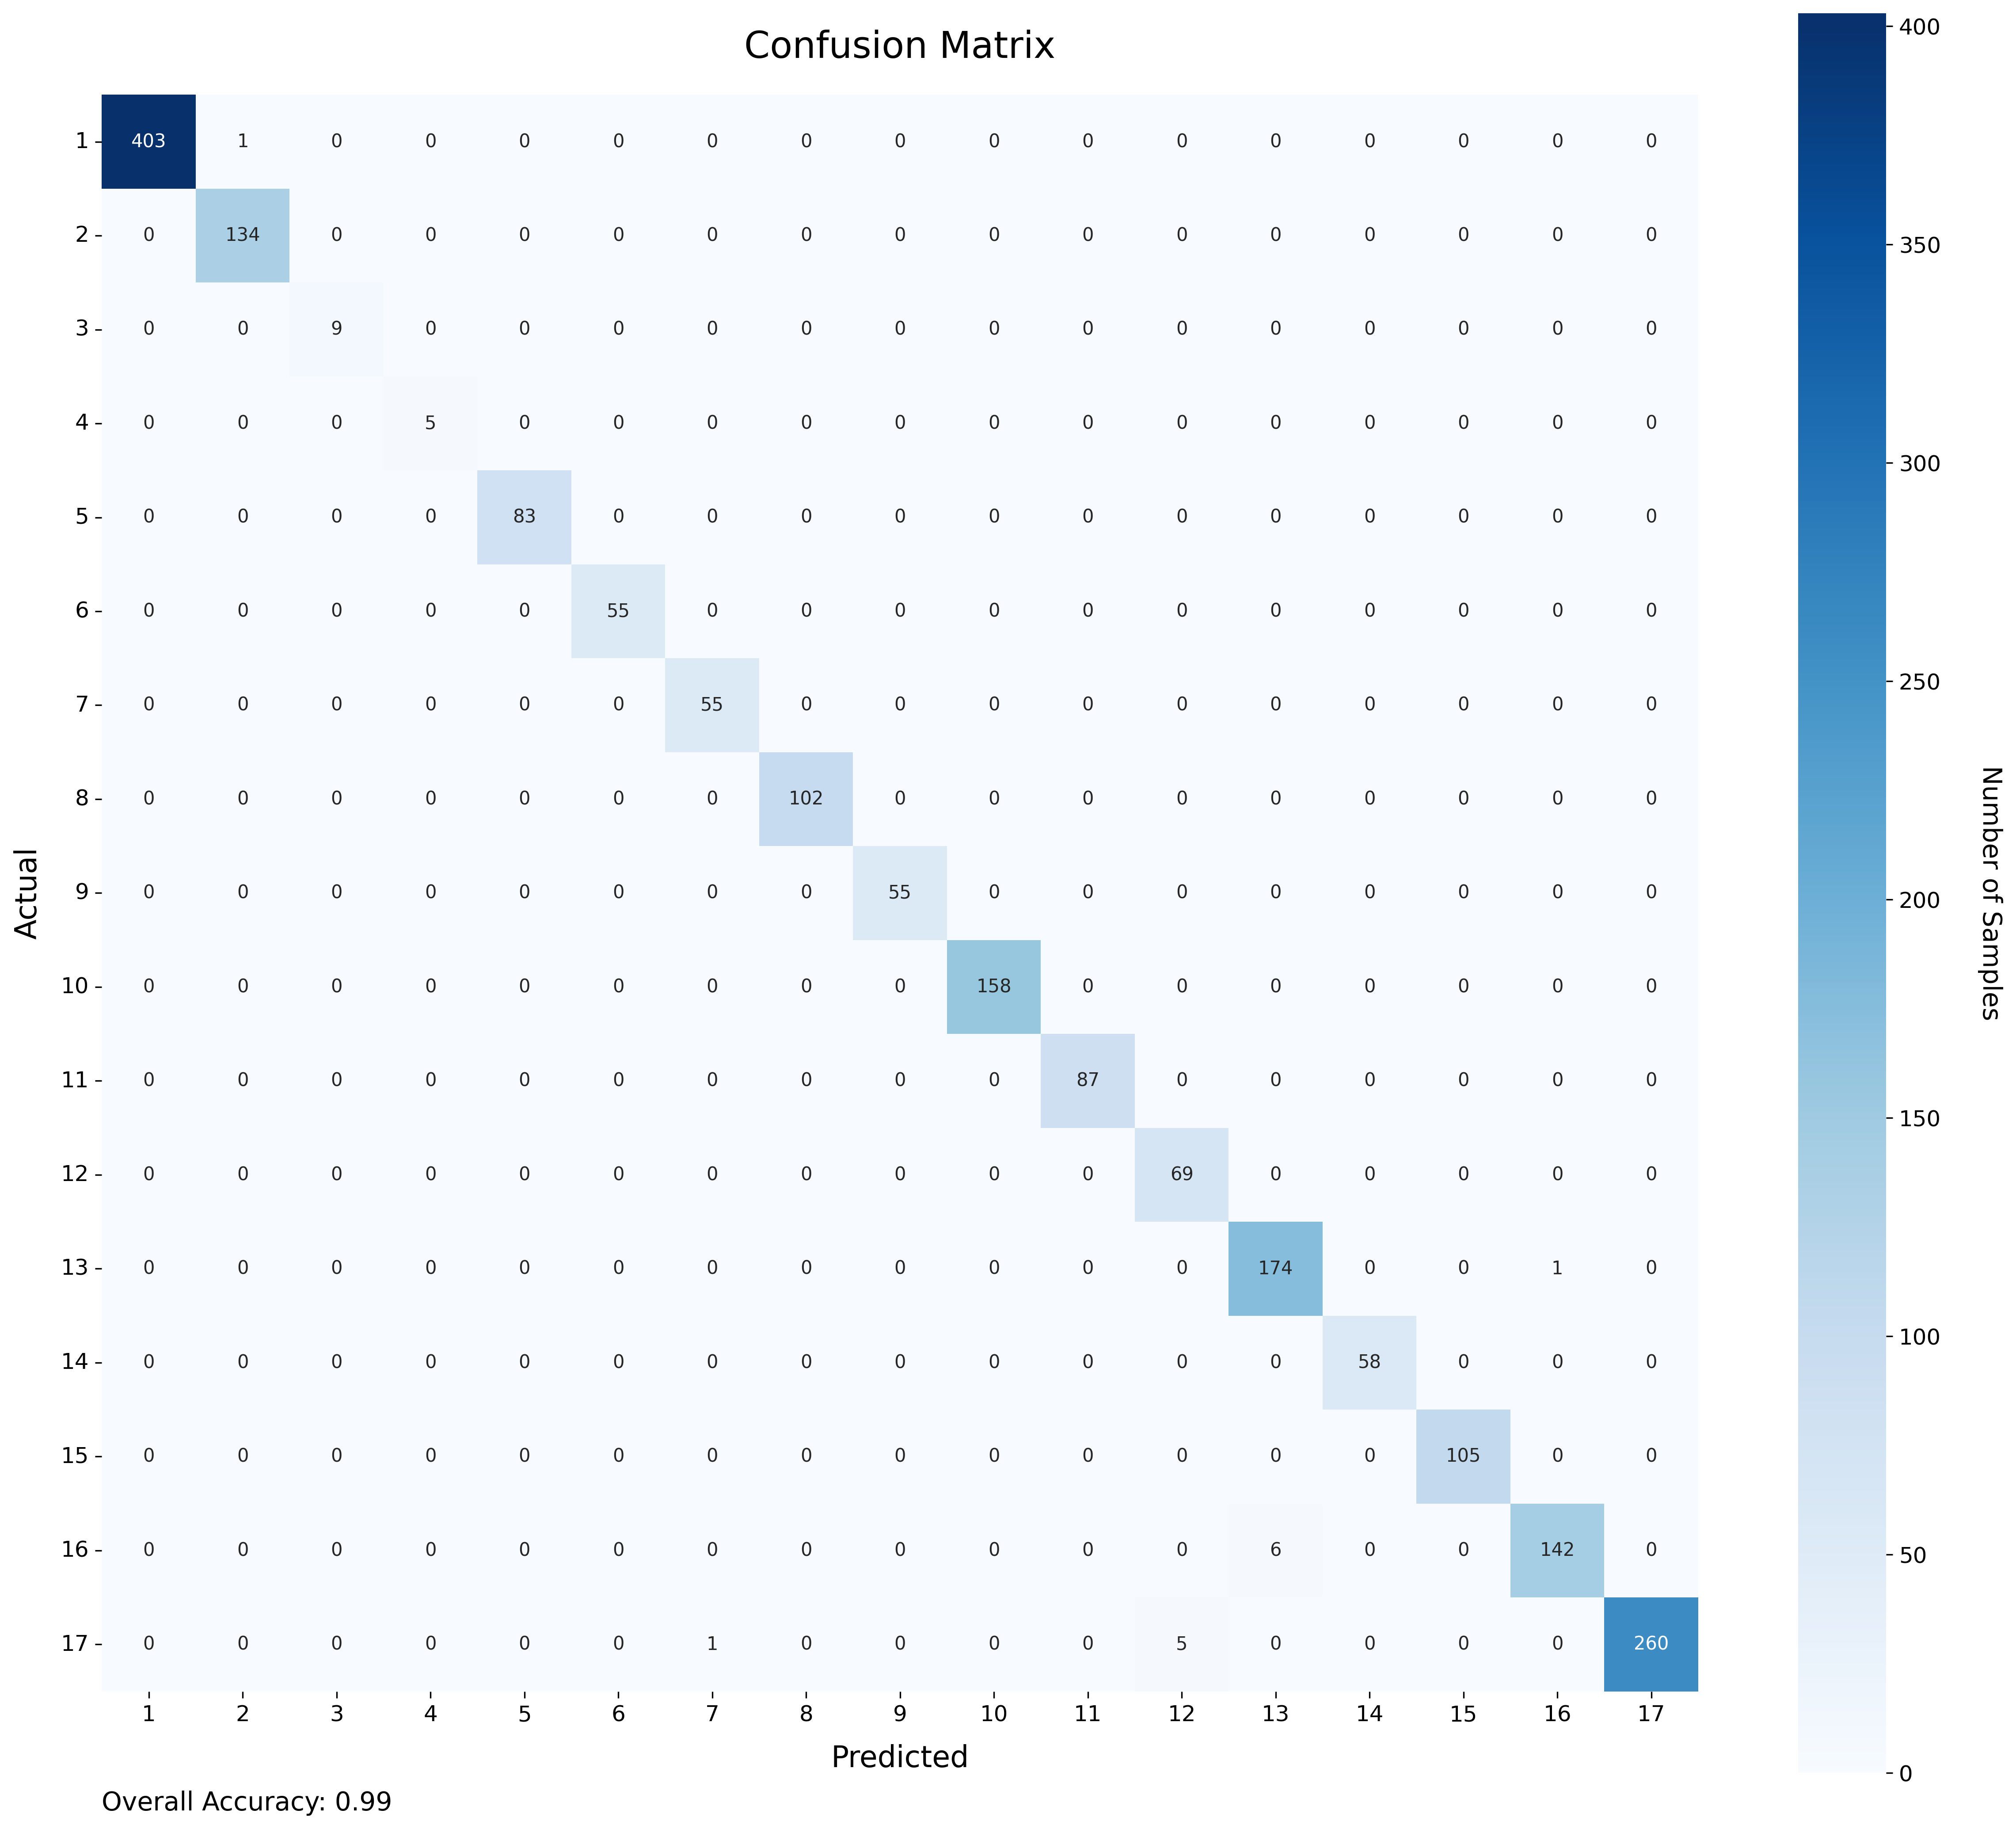 Confusion Matrix
1 403 1 0 0 0 0 0 0 0 0 0 0 0 0 0 0 0
2 0 134 0 0 0 0 0 0 0 0 0 0 0 0 0 0 0
3 0 0 9 0 0 0 0 0 0 0 0 0 0 0 0 0 0
4 0 0 0 5 0 0 0 0 0 0 0 0 0 0 0 0 0
5 0 0 0 0 83 0 0 0 0 0 0 0 0 0 0 0 0
6 0 0 0 0 0 55 0 0 0 0 0 0 0 0 0 0 0
7 0 0 0 0 0 0 55 0 0 0 0 0 0 0 0 0 0
8 0 0 0 0 0 0 0 102 0 0 0 0 0 0 0 0 0
9 0 0 0 0 0 0 0 0 55 0 0 0 0 0 0 0 0
10 0 0 0 0 0 0 0 0 0 158 0 0 0 0 0 0 0
11 0 0 0 0 0 0 0 0 0 0 87 0 0 0 0 0 0
12 0 0 0 0 0 0 0 0 0 0 0 69 0 0 0 0 0
13 0 0 0 0 0 0 0 0 0 0 0 0 174 0 0 1 0
14 0 0 0 0 0 0 0 0 0 0 0 0 0 58 0 0 0
15 0 0 0 0 0 0 0 0 0 0 0 0 0 0 105 0 0
16 0 0 0 0 0 0 0 0 0 0 0 0 6 0 0 142 0
17 0 0 0 0 0 0 1 0 0 0 0 5 0 0 0 0 260
1 2 3 4 5 6 7 8 9 10 11 12 13 14 15 16 17
Actual
Predicted
Overall Accuracy: 0.99
400
350
300
250
200
150
100
50
0
Number of Samples